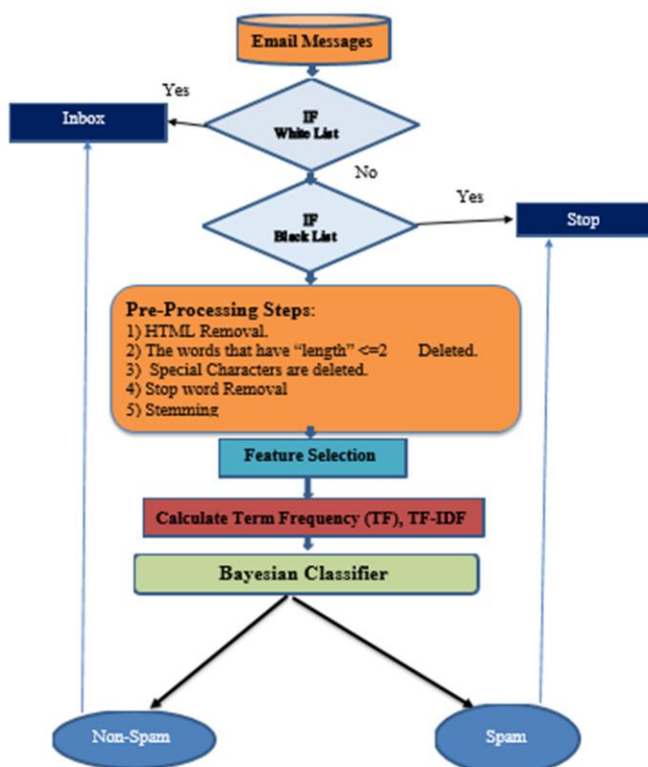 Email Messages
Yes
Inbox
IF
White List
No
Yes
IF
Black List
Stop
Pre-Processing Steps:
1) HTML Removal.
2) The words that have “length” <=2 Deleted.
3) Special Characters are deleted.
4) Stop word Removal
5) Stemming
Feature Selection
Calculate Term Frequency (TF), TF-IDF
Bayesian Classifier
Non-Spam
Spam